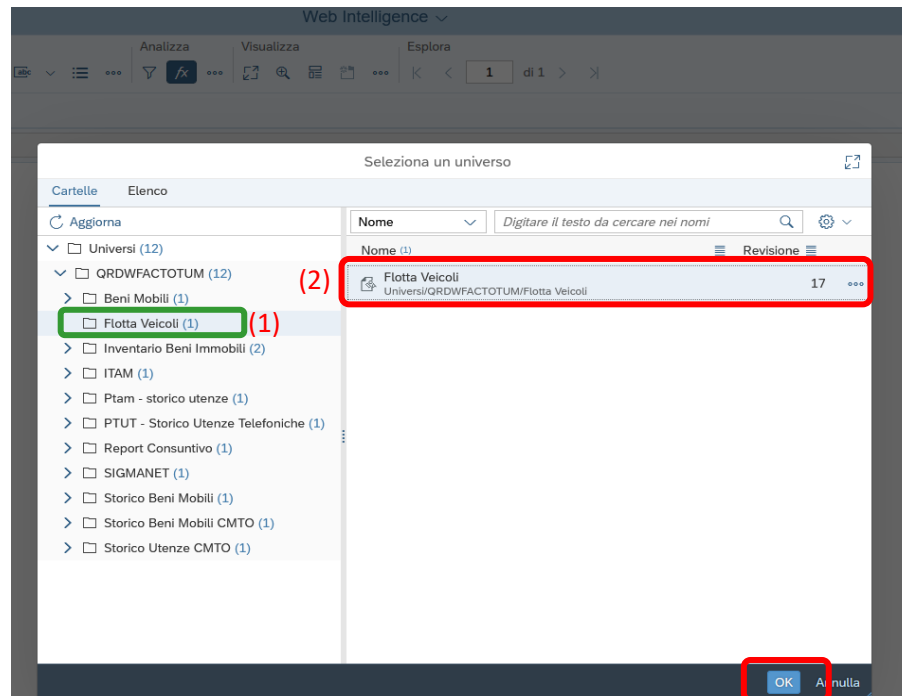 Web Intelligence
Analizza Visualizza Esplora
abc fx 1 di 1
Seleziona un universo
Cartelle Elenco
Aggiorna
Nome Digitare il testo da cercare nei nomi
Universi (12)
Nome (1) Revisione
QRDWFACTOTUM (12)
(2)
Flotta Veicoli
Universi/QRDWFACTOTUM/Flotta Veicoli
17
Beni Mobili (1)
Flotta Veicoli (1)
(1)
Inventario Beni Immobili (2)
ITAM (1)
Ptam - storico utenze (1)
PTUT - Storico Utenze Telefoniche (1)
Report Consuntivo (1)
SIGMANET (1)
Storico Beni Mobili (1)
Storico Beni Mobili CMTO (1)
Storico Utenze CMTO (1)
OK Annulla